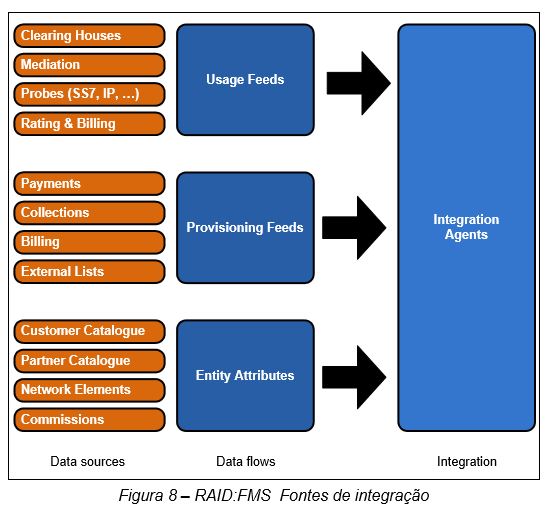 Clearing Houses
Mediation
Probes (SS7, IP, …)
Rating & Billing
Usage Feeds
Payments
Collections
Billing
External Lists
Provisioning Feeds
Customer Catalogue
Partner Catalogue
Network Elements
Commissions
Entity Attributes
Integration
Agents
Data sources
Data flows
Integration
Figura 8 – RAID:FMS  Fontes de integração